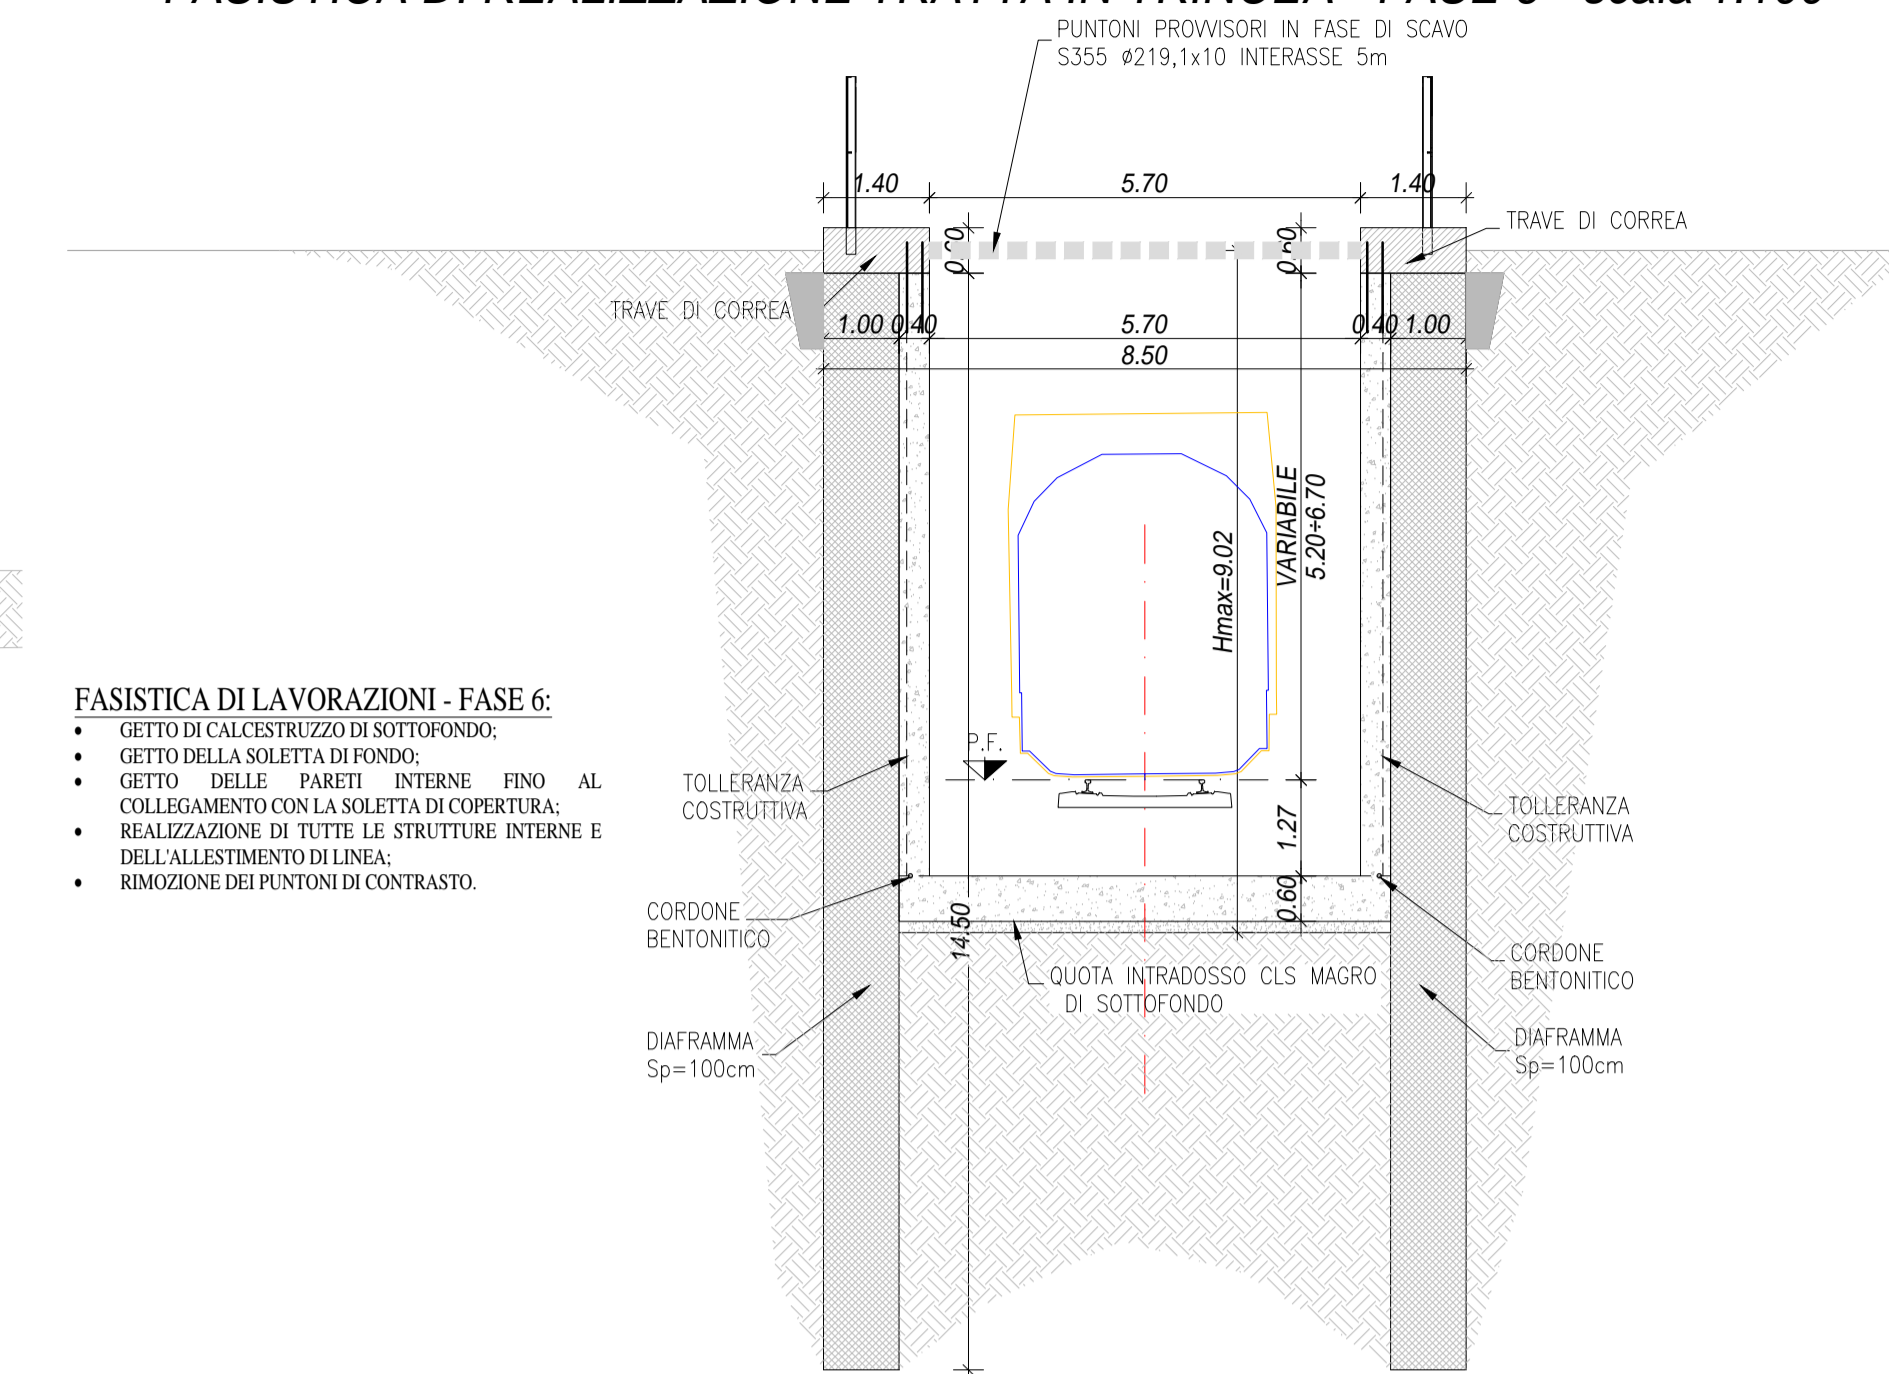 PUNTONI PROVVISORI IN FASE DI SCAVO
S355 ø219,1x10 INTERASSE 5m
1.40
5.70
1.40
TRAVE DI CORREA
0.60
TRAVE DI CORREA
1.00
0.40
5.70
0.40
1.00
8.50
VARIABILE
5.20÷6.70
Hmax=9.02
FASISTICA DI LAVORAZIONI - FASE 6:
• GETTO DI CALCESTRUZZO DI SOTTOFONDO;
• GETTO DELLA SOLETTA DI FONDO;
• GETTO DELLE PARETI INTERNE FINO AL
COLLEGAMENTO CON LA SOLETTA DI COPERTURA;
• REALIZZAZIONE DI TUTTE LE STRUTTURE INTERNE E
DELL'ALLESTIMENTO DI LINEA;
• RIMOZIONE DEI PUNTONI DI CONTRASTO.
P.F.
TOLLERANZA
COSTRUTTIVA
TOLLERANZA
COSTRUTTIVA
1.27
0.60
14.50
CORDONE
BENTONITICO
CORDONE
BENTONITICO
QUOTA INTRADOSSO CLS MAGRO
DI SOTTOFONDO
DIAFRAMMA
Sp=100cm
DIAFRAMMA
Sp=100cm